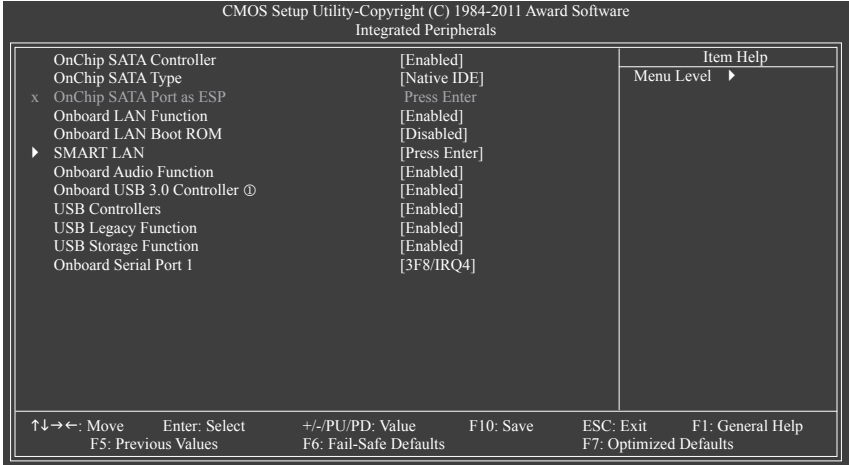 CMOS Setup Utility-Copyright (C) 1984-2011 Award Software
Integrated Peripherals
OnChip SATA Controller [Enabled]
OnChip SATA Type [Native IDE]
x OnChip SATA Port as ESP Press Enter
Onboard LAN Function [Enabled]
Onboard LAN Boot ROM [Disabled]
SMART LAN [Press Enter]
Onboard Audio Function [Enabled]
Onboard USB 3.0 Controller ① [Enabled]
USB Controllers [Enabled]
USB Legacy Function [Enabled]
USB Storage Function [Enabled]
Onboard Serial Port 1 [3F8/IRQ4]
Item Help
Menu Level
↑↓→←: Move Enter: Select +/-/PU/PD: Value F10: Save ESC: Exit F1: General Help
F5: Previous Values F6: Fail-Safe Defaults F7: Optimized Defaults